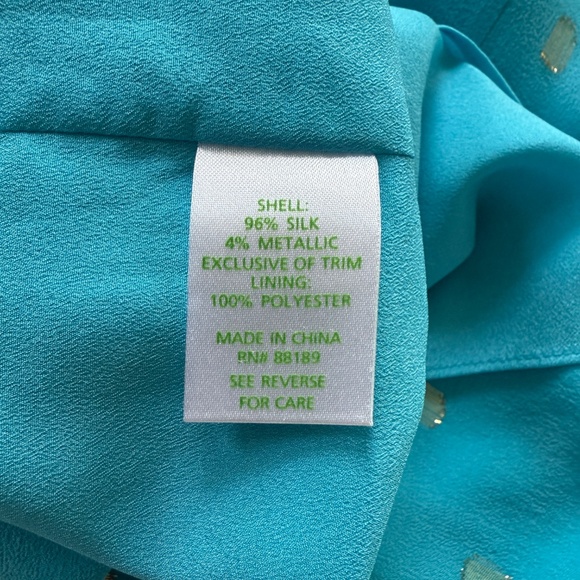 SHELL:
96% SILK
4% METALLIC
EXCLUSIVE OF TRIM
LINING:
100% POLYESTER
MADE IN CHINA
RN# 88189
SEE REVERSE
FOR CARE